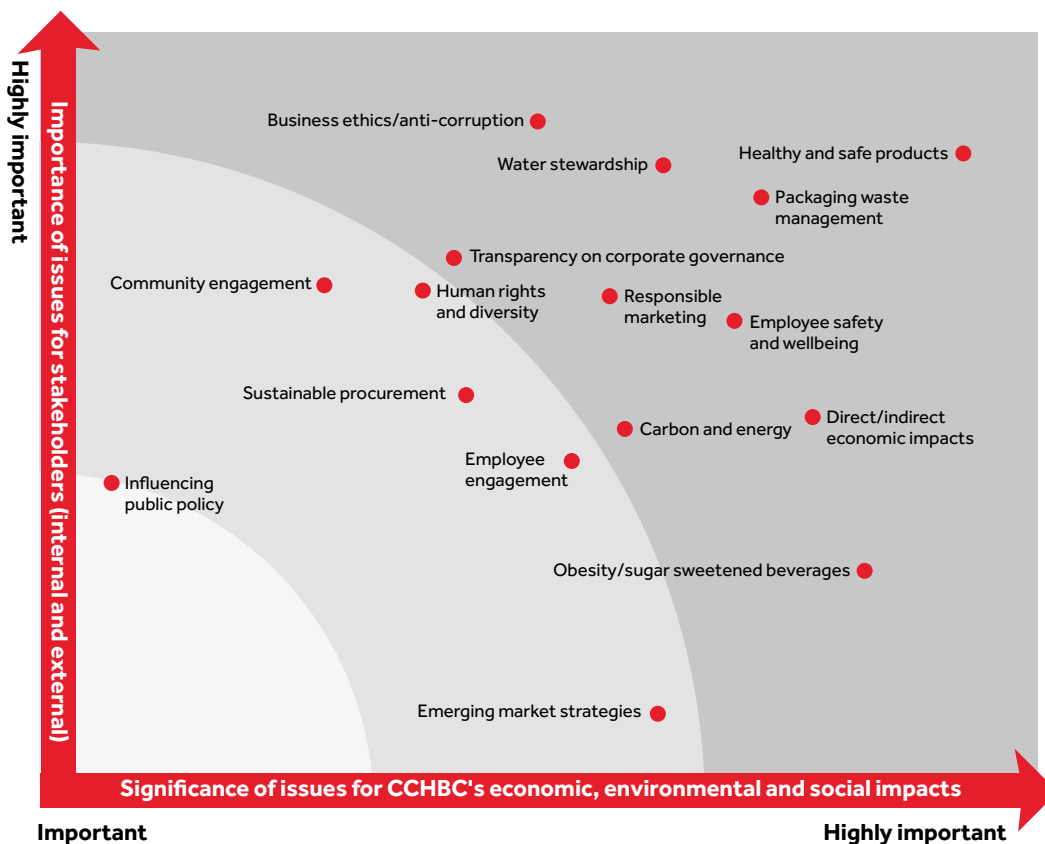 Highly important
Importance of issues for stakeholders (internal and external)
Business ethics/anti-corruption
Water stewardship
Healthy and safe products
Packaging waste
management
Transparency on corporate governance
Community engagement
Human rights
and diversity
Responsible
marketing
Employee safety
and wellbeing
Sustainable procurement
Carbon and energy
Direct/indirect
economic impacts
Employee
engagement
Influencing
public policy
Obesity/sugar sweetened beverages
Emerging market strategies
Significance of issues for CCHBC's economic, environmental and social impacts
Important
Highly important